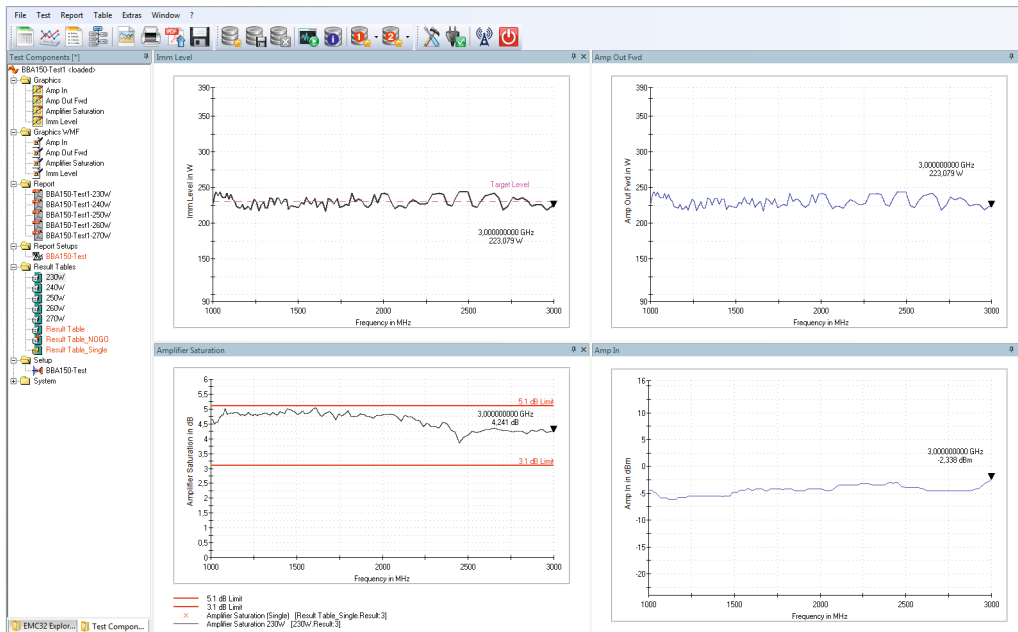 File Test Report Table Extras Window ?
Test Components [*]
BBA150-Test1 <loaded>
Graphics
Amp In
Amp Out Fwd
Amplifier Saturation
Imm Level
Graphics WMF
Amp In
Amp Out Fwd
Amplifier Saturation
Imm Level
Report
BBA150-Test1-230W
BBA150-Test1-240W
BBA150-Test1-250W
BBA150-Test1-260W
BBA150-Test1-270W
Report Setups
BBA150-Test
Result Tables
230W
240W
250W
260W
270W
Result Table
Result Table_NOGO
Result Table_Single
Setup
BBA150-Test
System
EMC32 Explor... Test Compon...
Imm Level
390
350
300
250
200
150
90
Imm Level in W
Target Level
3,000000000 GHz
223,079 W
1000 1500 2000 2500 3000
Frequency in MHz
Amp Out Fwd
390
350
300
250
200
150
90
Amp Out Fwd in W
3,000000000 GHz
223,079 W
1000 1500 2000 2500 3000
Frequency in MHz
Amplifier Saturation
6
5,5
5
4,5
4
3,5
3
2,5
2
1,5
1
0,5
0
Amplifier Saturation in dB
5.1 dB Limit
3,000000000 GHz
4,241 dB
3.1 dB Limit
1000 1500 2000 2500 3000
Frequency in MHz
5.1 dB Limit
3.1 dB Limit
Amplifier Saturation (Single) [Result Table_Single.Result:3]
Amplifier Saturation 230W [230W.Result:3]
Amp In
16
10
5
0
-5
-10
-15
-20
Amp In in dBm
3,000000000 GHz
-2,338 dBm
1000 1500 2000 2500 3000
Frequency in MHz